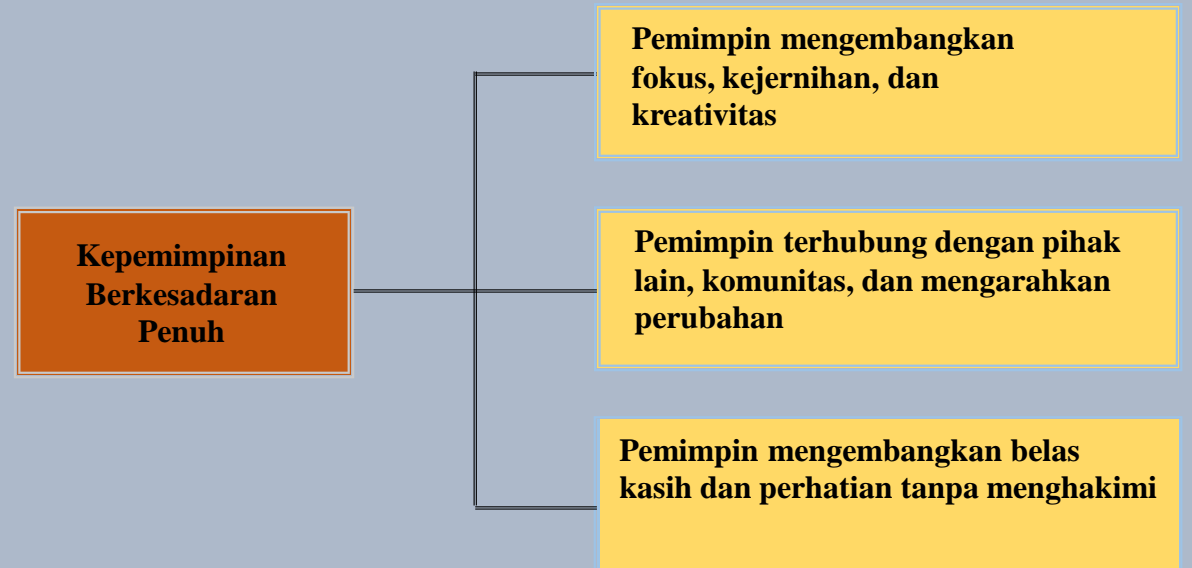 Pemimpin mengembangkan
fokus, kejernihan, dan
kreativitas
Kepemimpinan
Berkesadaran
Penuh
Pemimpin terhubung dengan pihak
lain, komunitas, dan mengarahkan
perubahan
Pemimpin mengembangkan belas
kasih dan perhatian tanpa menghakimi